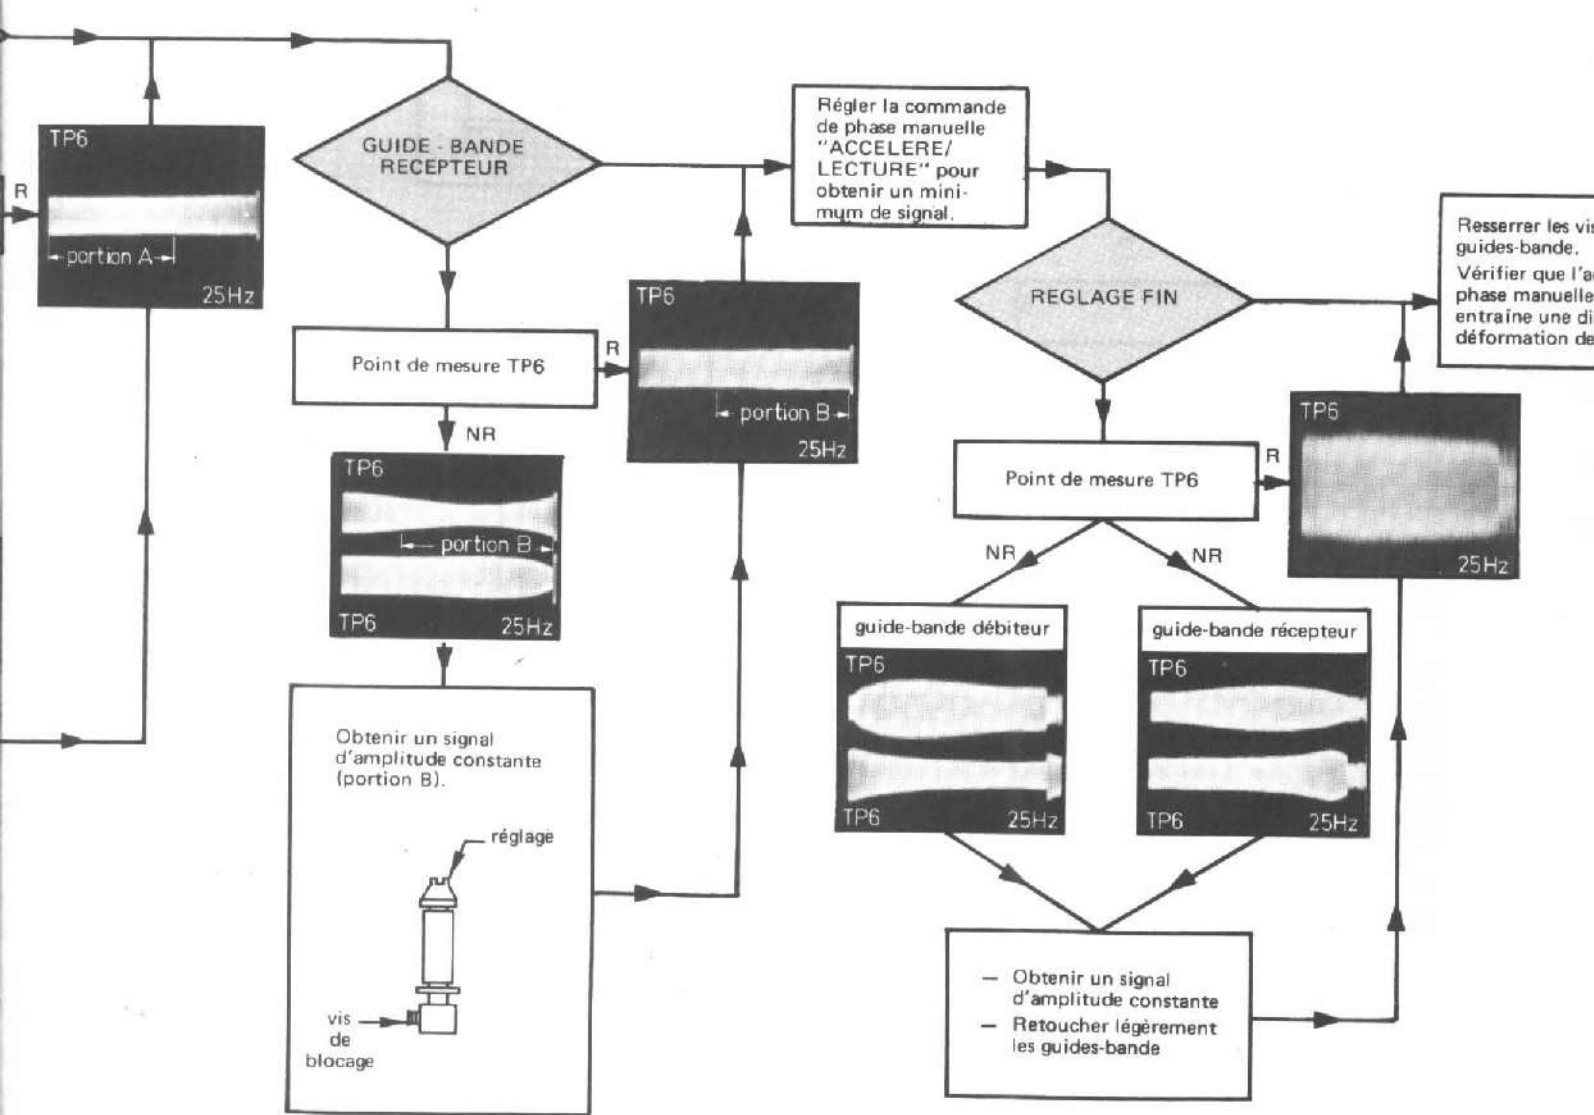 TP6
R
portion A
25Hz
GUIDE - BANDE
RECEPTEUR
Point de mesure TP6
R
NR
TP6
portion B
25Hz
TP6
portion B
TP6
25Hz
Obtenir un signal
d'amplitude constante
(portion B).
réglage
vis
de
blocage
Régler la commande
de phase manuelle
"ACCELERE/
LECTURE" pour
obtenir un mini-
mum de signal.
REGLAGE FIN
Point de mesure TP6
R
NR
NR
TP6
25Hz
guide-bande débiteur
TP6
TP6
25Hz
guide-bande récepteur
TP6
TP6
25Hz
— Obtenir un signal
d'amplitude constante
— Retoucher légèrement
les guides-bande
Resserrer les vis
guides-bande.
Vérifier que l'a
phase manuelle
entraîne une di
déformation de